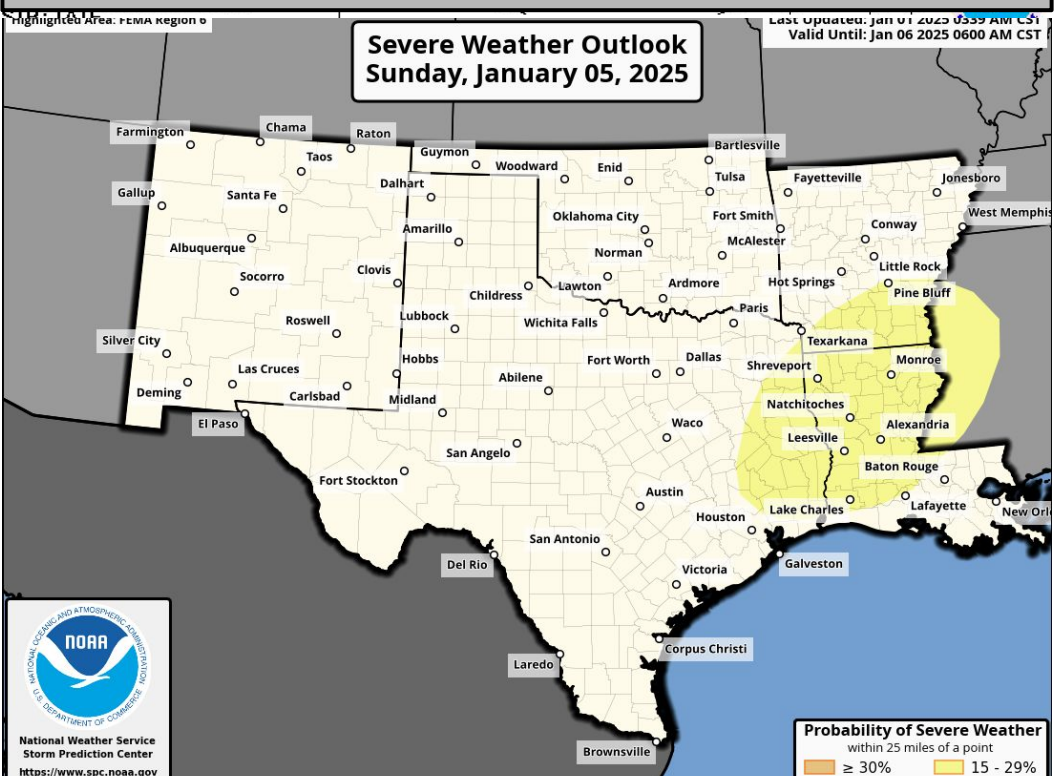 Highlighted Area: FEMA Region 6
Last Updated: Jan 01 2025 0339 AM CST
Valid Until: Jan 06 2025 0600 AM CST
Severe Weather Outlook
Sunday, January 05, 2025
Farmington
Chama
Raton
Taos
Guymon
Woodward
Enid
Bartlesville
Tulsa
Fayetteville
Jonesboro
Gallup
Santa Fe
Dalhart
Oklahoma City
Fort Smith
West Memphis
Albuquerque
Amarillo
Norman
McAlester
Conway
Socorro
Clovis
Childress
Lawton
Ardmore
Hot Springs
Little Rock
Pine Bluff
Roswell
Lubbock
Wichita Falls
Paris
Texarkana
Silver City
Las Cruces
Hobbs
Fort Worth
Dallas
Shreveport
Monroe
Deming
Carlsbad
Midland
Abilene
Natchitoches
El Paso
Waco
Leesville
Alexandria
San Angelo
Baton Rouge
Fort Stockton
Austin
Houston
Lake Charles
Lafayette
New Orl
San Antonio
Del Rio
Victoria
Galveston
Corpus Christi
Laredo
Brownsville
NATIONAL OCEANIC AND ATMOSPHERIC ADMINISTRATION
NOAA
U.S. DEPARTMENT OF COMMERCE
National Weather Service
Storm Prediction Center
https://www.spc.noaa.gov
Probability of Severe Weather
within 25 miles of a point
≥ 30%
15 - 29%